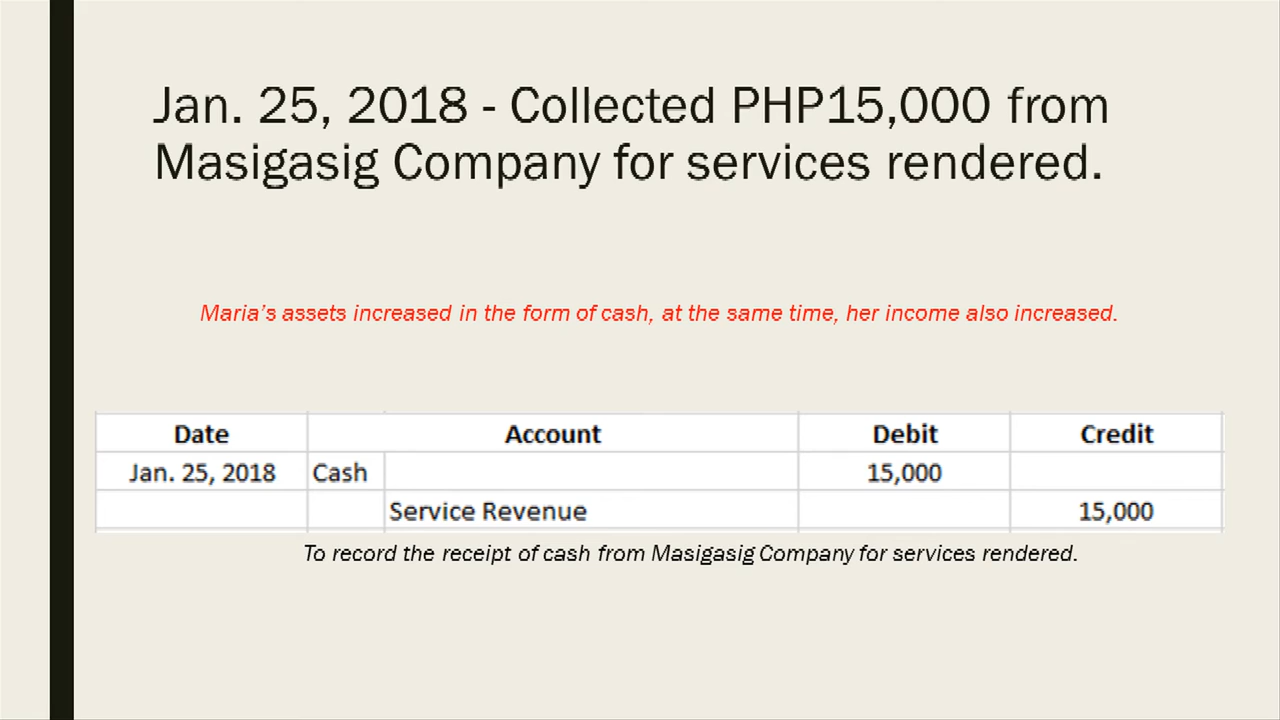 Jan. 25, 2018 - Collected PHP15,000 from
Masigasig Company for services rendered.
Maria's assets increased in the form of cash, at the same time, her income also increased.
Date Account Debit Credit
Jan. 25, 2018 Cash 15,000
Service Revenue 15,000
To record the receipt of cash from Masigasig Company for services rendered.